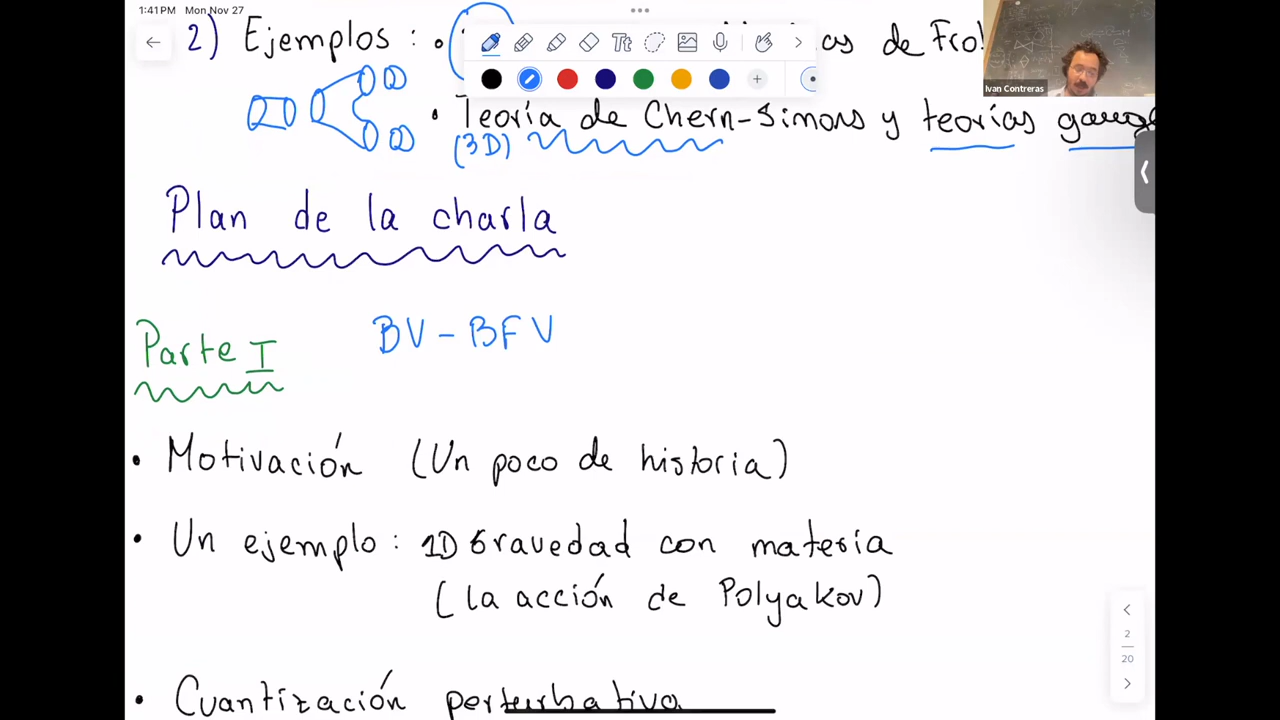 1:41 PM Mon Nov 27
2) Ejemplos : • as de Fro
Tt
• Teoría de Chern-Simons y teorías gauge
(3D)
Ivan Contreras
Plan de la charla
Parte I BV - BFV
• Motivación (Un poco de historia)
• Un ejemplo : 1D Gravedad con materia
(la acción de Polyakov)
2
20
• Cuantización perturbativa